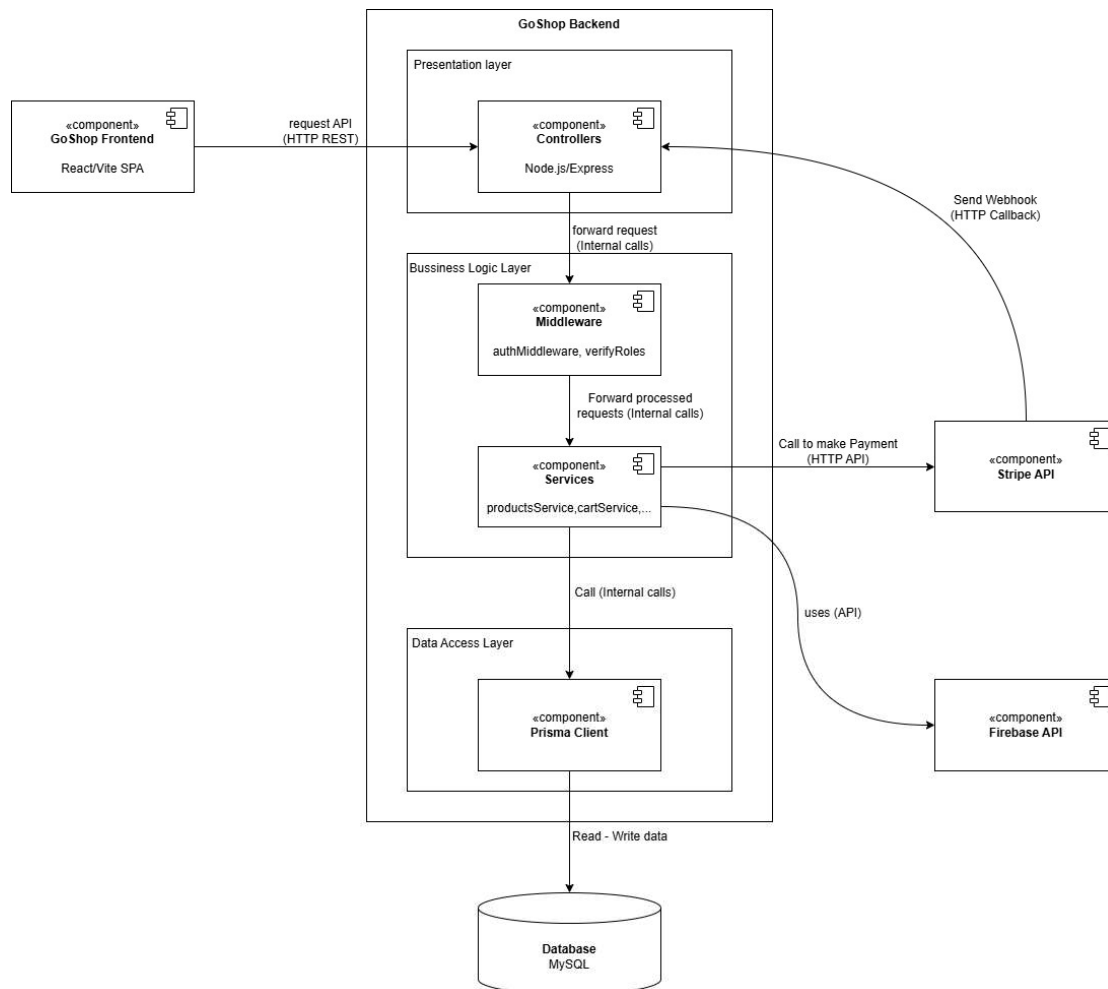 GoShop Backend
Presentation layer
«component»
GoShop Frontend
React/Vite SPA
request API
(HTTP REST)
«component»
Controllers
Node.js/Express
Send Webhook
(HTTP Callback)
forward request
(Internal calls)
Bussiness Logic Layer
«component»
Middleware
authMiddleware, verifyRoles
Forward processed
requests (Internal calls)
«component»
Services
productsService,cartService,...
Call to make Payment
(HTTP API)
«component»
Stripe API
Call (Internal calls)
uses (API)
Data Access Layer
«component»
Prisma Client
«component»
Firebase API
Read - Write data
Database
MySQL